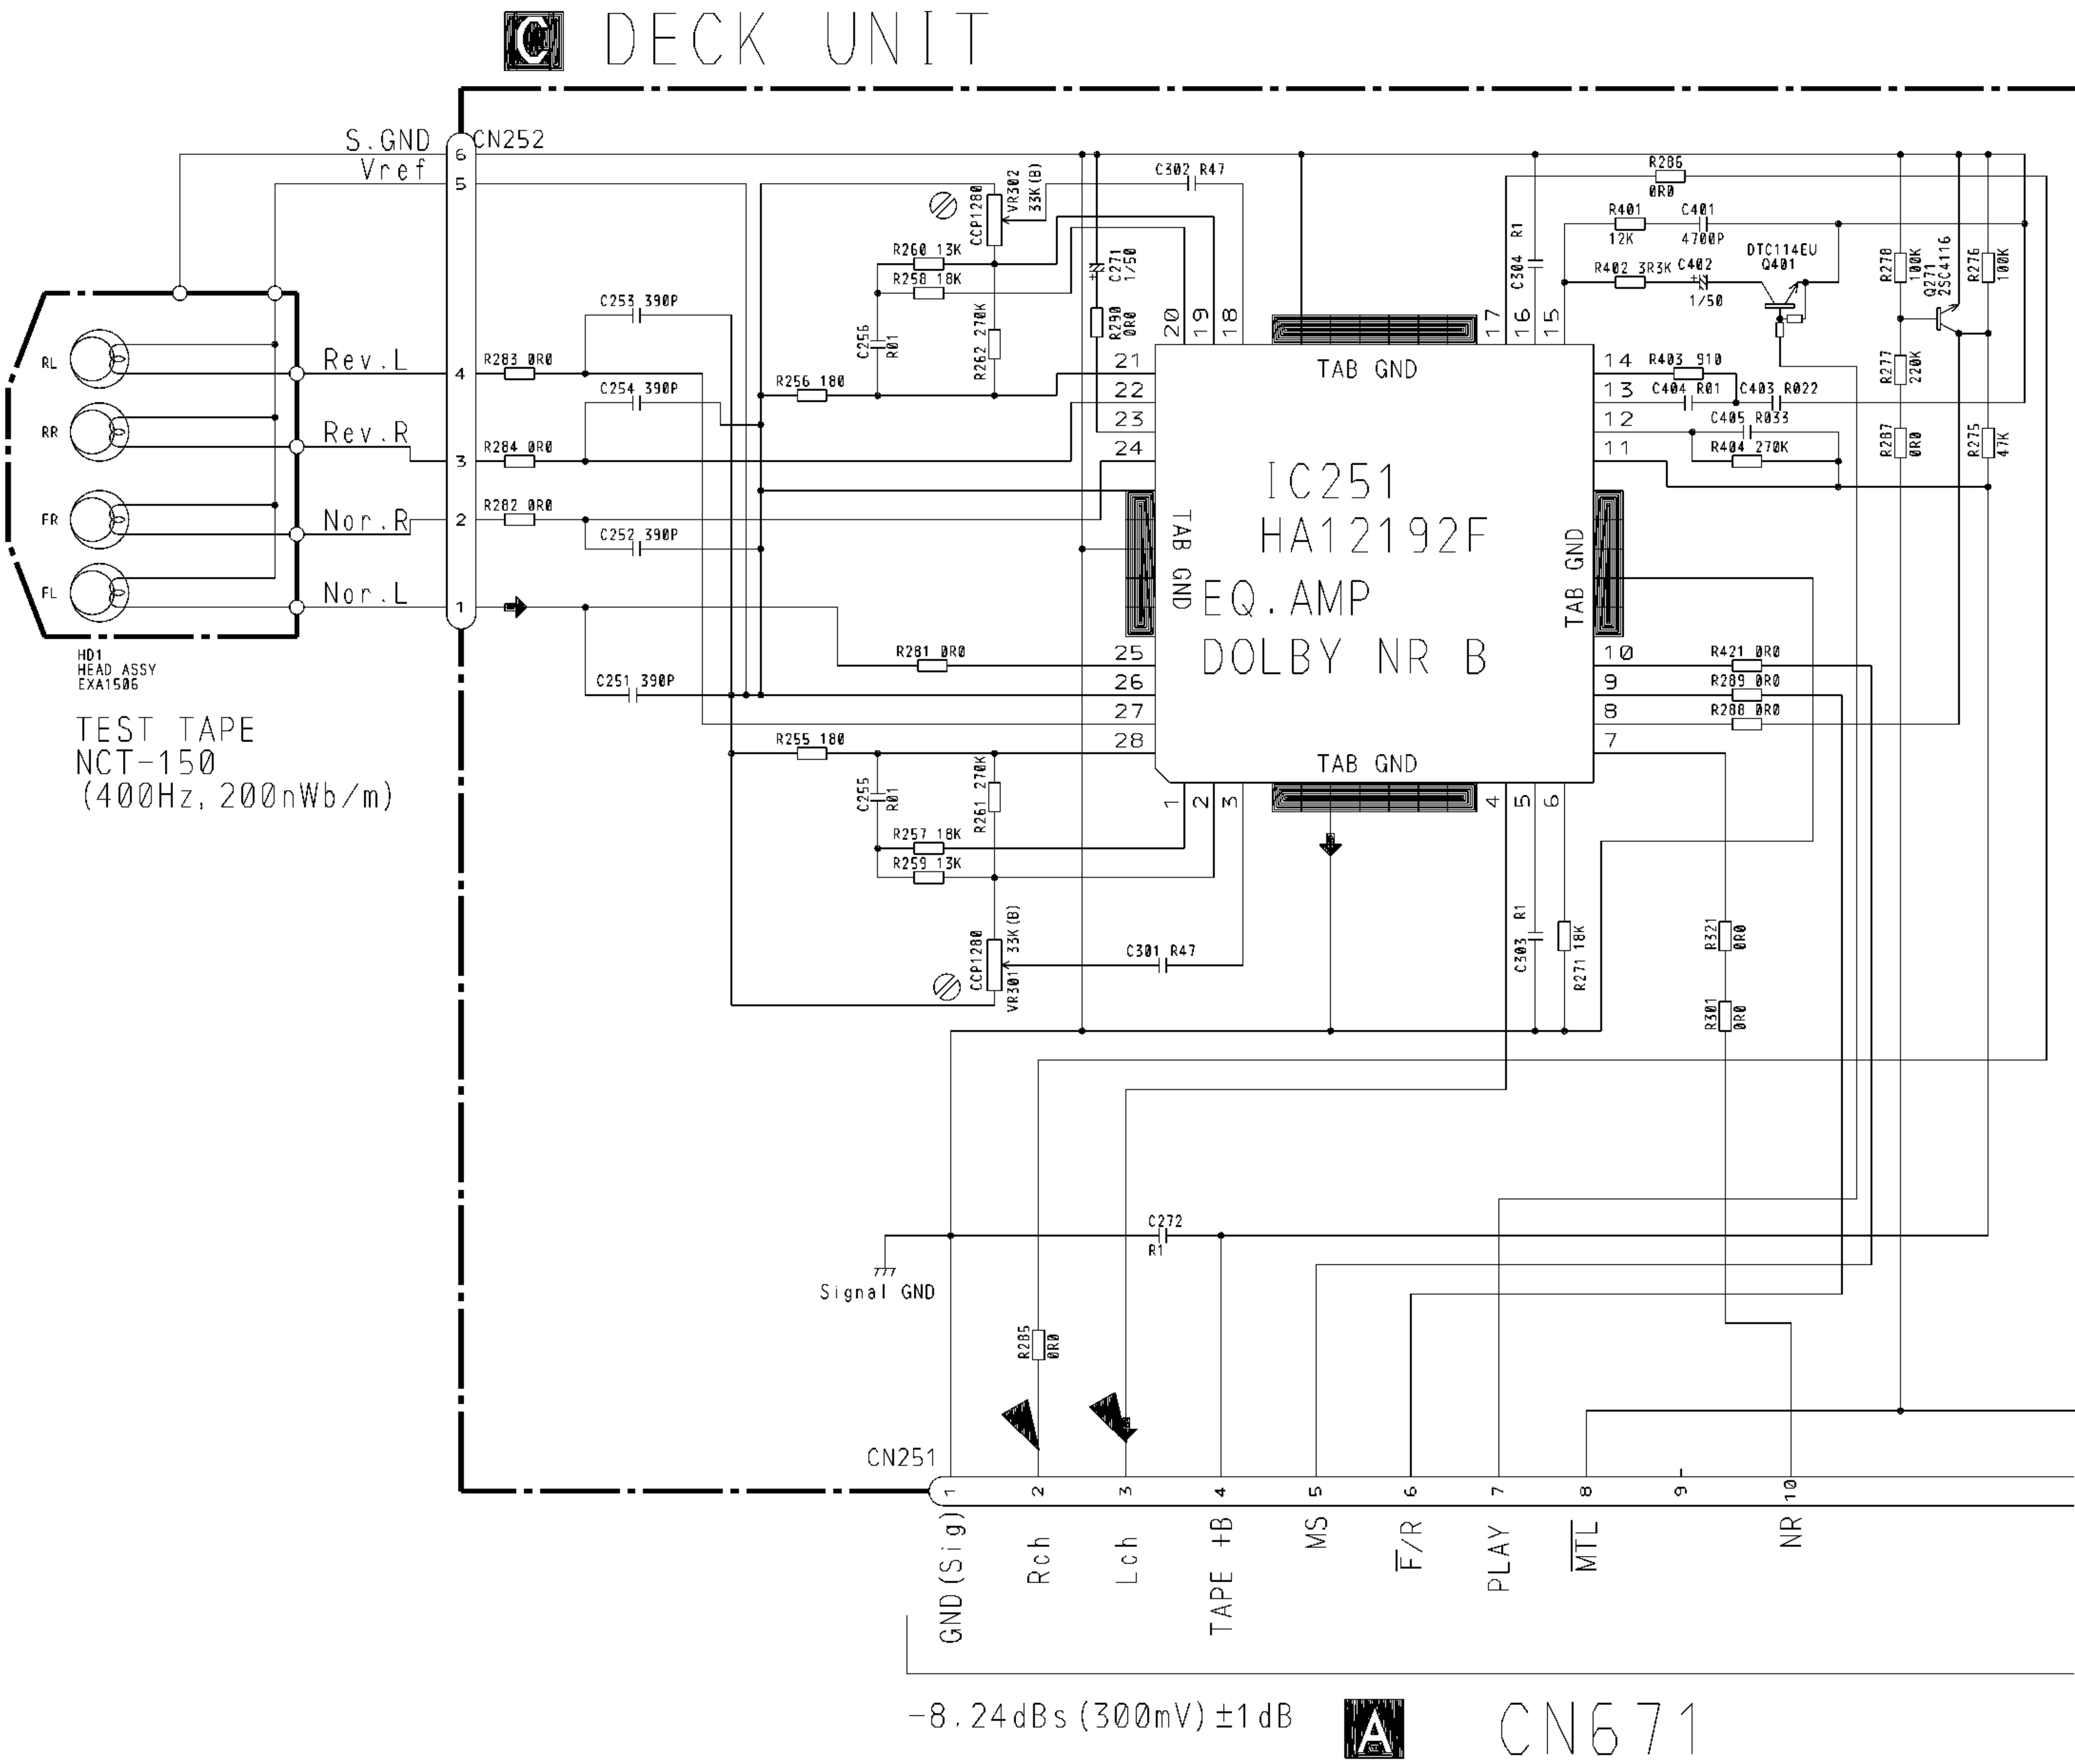 C DECK UNIT
S.GND
Vref
CN252
6
5
4
3
2
1
RL
RR
FR
FL
Rev.L
Rev.R
Nor.R
Nor.L
HD1
HEAD ASSY
EXA1506
TEST TAPE
NCT-150
(400Hz, 200nWb/m)
R283 0R0
R284 0R0
R282 0R0
C253 390P
C254 390P
C252 390P
C251 390P
R281 0R0
R256 180
R255 180
R260 13K
R258 18K
C256
R01
R262 270K
CCP1280
VR302
33K(B)
C302 R47
C271
1/50
R290
0R0
C255
R01
R261 270K
R257 18K
R259 13K
CCP1280
VR301
33K(B)
C301 R47
20
19
18
17
16
15
21
22
23
24
25
26
27
28
1
2
3
4
5
6
14
13
12
11
10
9
8
7
TAB GND
TAB GND
TAB GND
TAB GND
IC251
HA12192F
EQ.AMP
DOLBY NR B
C304 R1
R286
0R0
R401
12K
C401
4700P
R402 3R3K
C402
1/50
DTC114EU
Q401
R278
100K
Q271
2SC4116
R276
100K
R403 910
C404 R01
C403 R022
C405 R033
R404 270K
R277
220K
R287
0R0
R275
47K
R421 0R0
R289 0R0
R288 0R0
C303 R1
R271 18K
R321
0R0
R301
0R0
C272
R1
Signal GND
R285
0R0
CN251
1
2
3
4
5
6
7
8
9
10
GND(Sig)
Rch
Lch
TAPE +B
MS
F/R
PLAY
MTL
NR
-8.24dBs(300mV)±1dB
A CN671